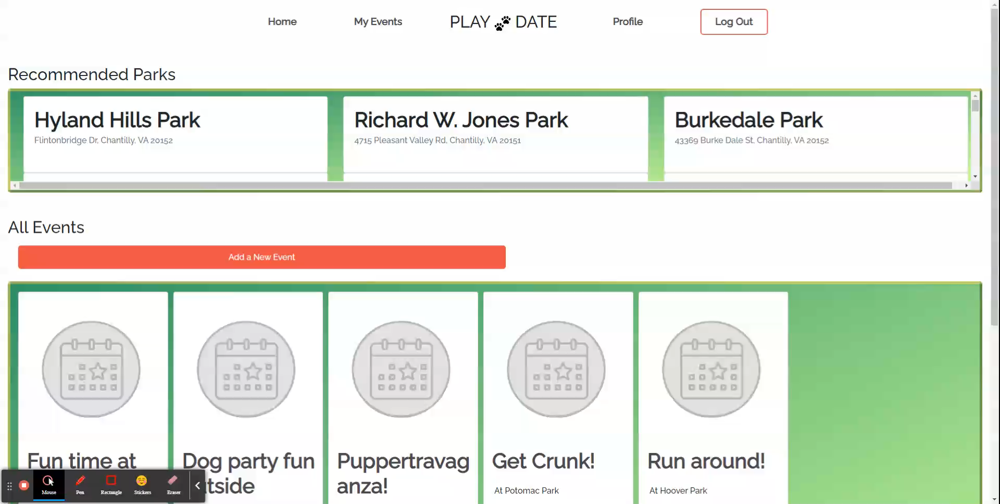 Home
My Events
PLAY DATE
Profile
Log Out
Recommended Parks
Hyland Hills Park
Flintonbridge Dr, Chantilly, VA 20152
Richard W. Jones Park
4715 Pleasant Valley Rd, Chantilly, VA 20151
Burkedale Park
43369 Burke Dale St, Chantilly, VA 20152
All Events
Add a New Event
Fun time at
Dog party fun
tside
Puppertravag
anza!
Get Crunk!
At Potomac Park
Run around!
At Hoover Park
Mouse
Pen
Rectangle
Stickers
Eraser